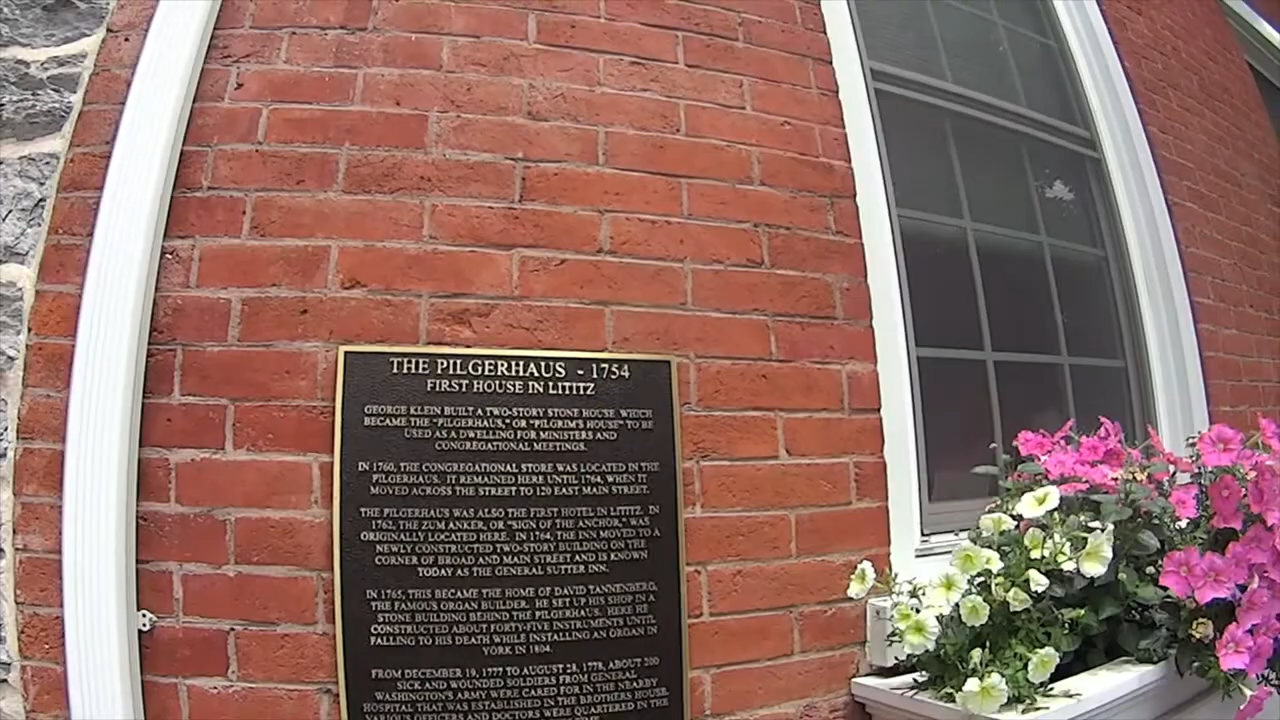 THE PILGERHAUS - 1754
FIRST HOUSE IN LITITZ
GEORGE KLEIN BUILT A TWO-STORY STONE HOUSE WHICH
BECAME THE "PILGERHAUS," OR "PILGRIM'S HOUSE" TO BE
USED AS A DWELLING FOR MINISTERS AND
CONGREGATIONAL MEETINGS.
IN 1760, THE CONGREGATIONAL STORE WAS LOCATED IN THE
PILGERHAUS. IT REMAINED HERE UNTIL 1764, WHEN IT
MOVED ACROSS THE STREET TO 120 EAST MAIN STREET.
THE PILGERHAUS WAS ALSO THE FIRST HOTEL IN LITITZ. IN
1762, THE ZUM ANKER, OR "SIGN OF THE ANCHOR," WAS
ORIGINALLY LOCATED HERE. IN 1764, THE INN MOVED TO A
NEWLY CONSTRUCTED TWO-STORY BUILDING ON THE
CORNER OF BROAD AND MAIN STREET AND IS KNOWN
TODAY AS THE GENERAL SUTTER INN.
IN 1765, THIS BECAME THE HOME OF DAVID TANNENBERG,
THE FAMOUS ORGAN BUILDER. HE SET UP HIS SHOP IN A
STONE BUILDING BEHIND THE PILGERHAUS. HERE HE
CONSTRUCTED ABOUT FORTY-FIVE INSTRUMENTS UNTIL
FALLING TO HIS DEATH WHILE INSTALLING AN ORGAN IN
YORK IN 1804.
FROM DECEMBER 19, 1777 TO AUGUST 28, 1778, ABOUT 200
SICK AND WOUNDED SOLDIERS FROM GENERAL
WASHINGTON'S ARMY WERE CARED FOR IN THE NEARBY
HOSPITAL THAT WAS ESTABLISHED IN THE BROTHERS HOUSE.
VARIOUS OFFICERS AND DOCTORS WERE QUARTERED IN THE